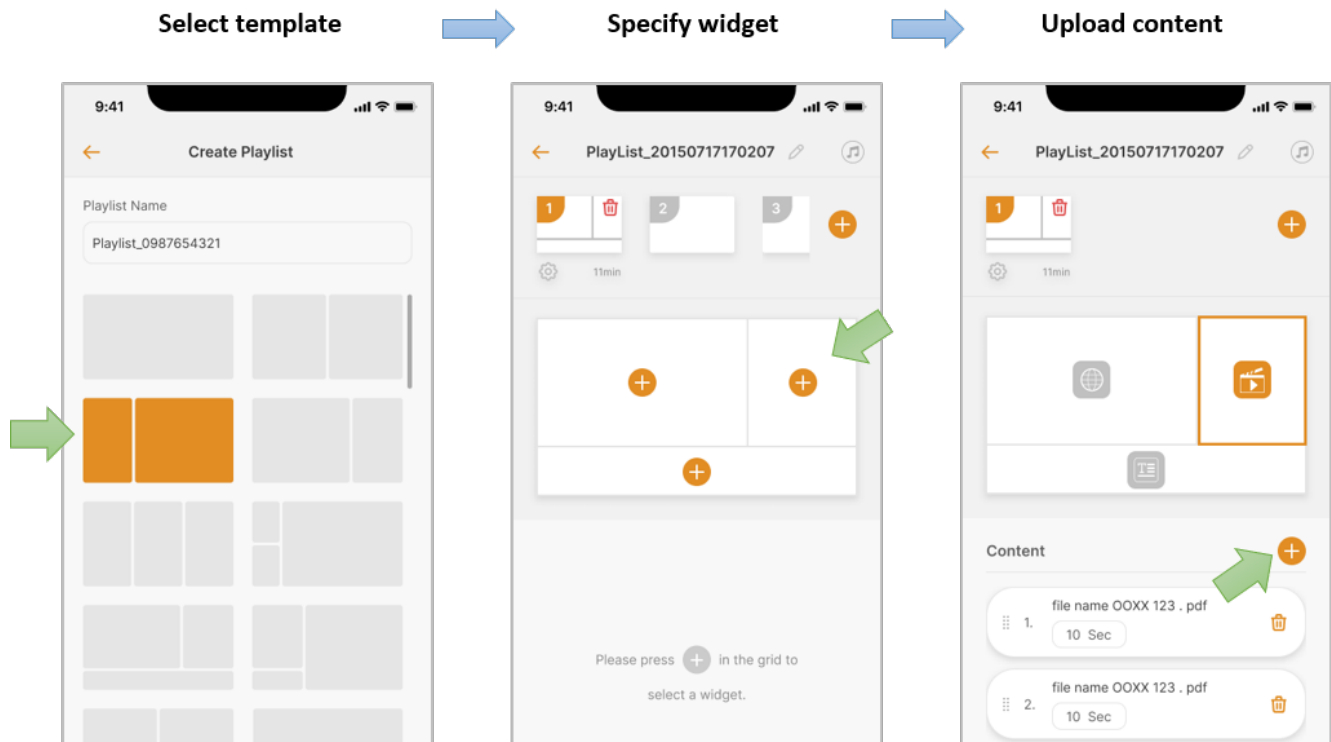 Select template
Specify widget
Upload content
9:41
Create Playlist
Playlist Name
Playlist_0987654321
9:41
PlayList_20150717170207
1
2
3
11min
Please press + in the grid to
select a widget.
9:41
PlayList_20150717170207
1
11min
T
Content
1.
file name OOXX 123 . pdf
10 Sec
2.
file name OOXX 123 . pdf
10 Sec